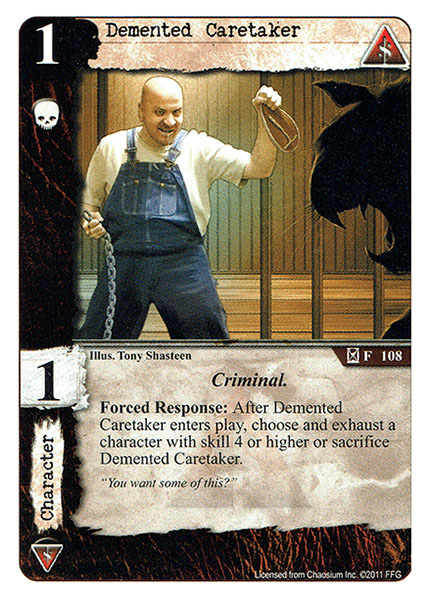 1
Demented Caretaker
Illus. Tony Shasteen
F 108
1
Character
Criminal.
Forced Response: After Demented
Caretaker enters play, choose and exhaust a
character with skill 4 or higher or sacrifice
Demented Caretaker.
“You want some of this?”
Licensed from Chaosium Inc. ©2011 FFG